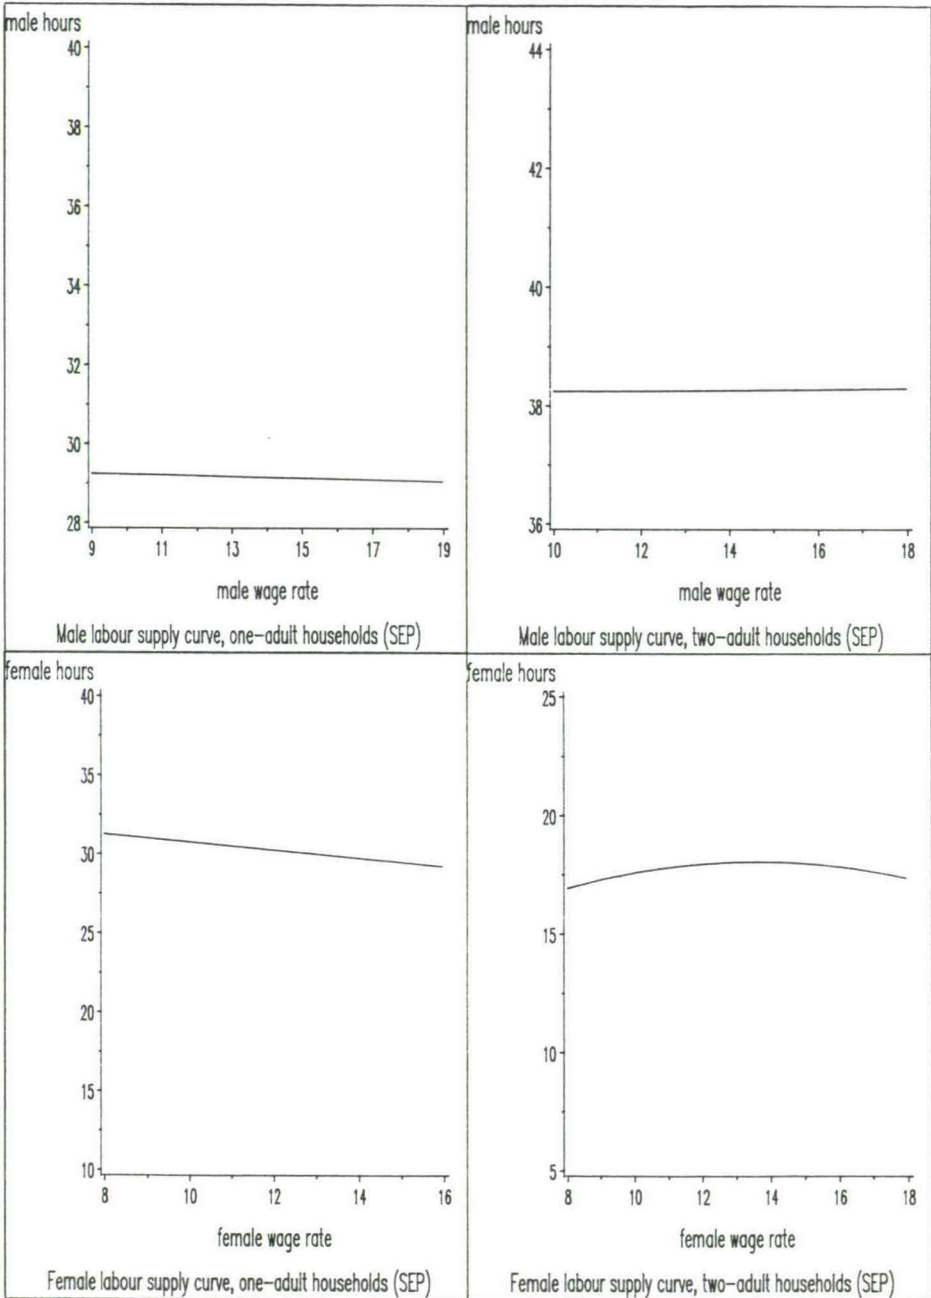 male hours
40
38
36
34
32
30
28
9 11 13 15 17 19
male wage rate
Male labour supply curve, one-adult households (SEP)
male hours
44
42
40
38
36
10 12 14 16 18
male wage rate
Male labour supply curve, two-adult households (SEP)
female hours
40
35
30
25
20
15
10
8 10 12 14 16
female wage rate
Female labour supply curve, one-adult households (SEP)
female hours
25
20
15
10
5
8 10 12 14 16 18
female wage rate
Female labour supply curve, two-adult households (SEP)